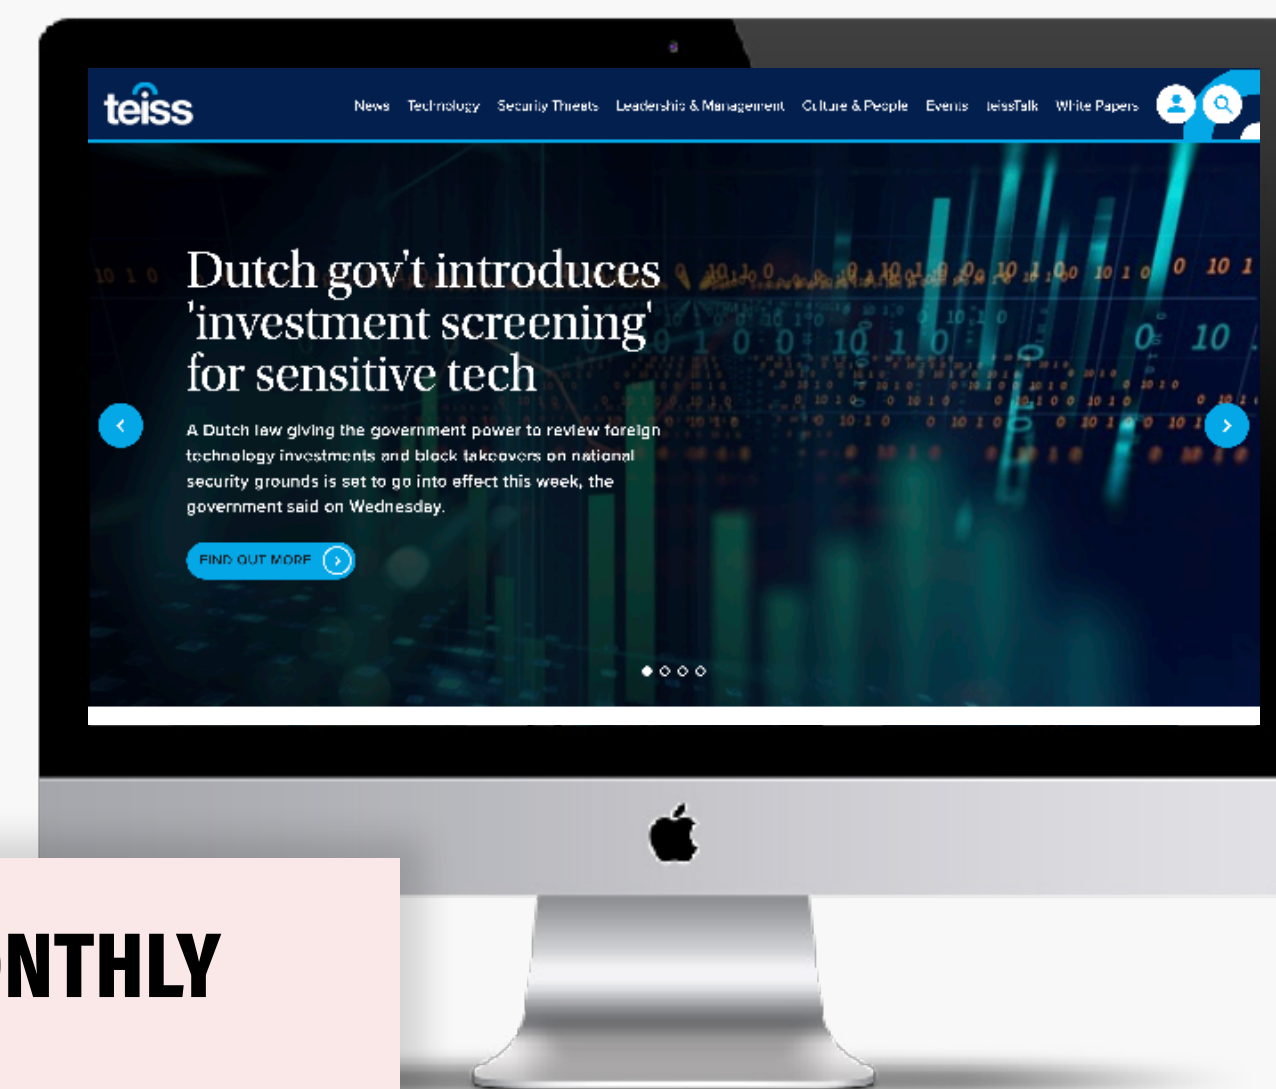 teiss
News Technology Security Threats Leadership & Management Culture & People Events teissTalk White Papers
Dutch gov't introduces
'investment screening'
for sensitive tech
A Dutch law giving the government power to review foreign
technology investments and block takeovers on national
security grounds is set to go into effect this week, the
government said on Wednesday.
FIND OUT MORE
NTHLY